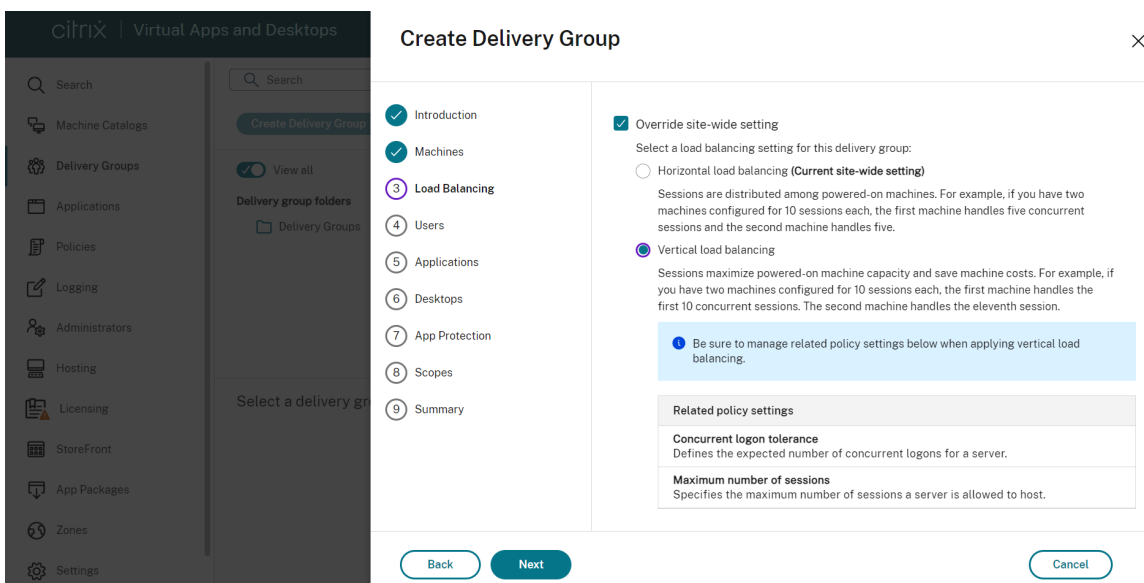 citrix | Virtual Apps and Desktops
Search
Machine Catalogs
Delivery Groups
Applications
Policies
Logging
Administrators
Hosting
Licensing
StoreFront
App Packages
Zones
Settings
Search
Create Delivery Group
View all
Delivery group folders
Delivery Groups
Select a delivery gr
Create Delivery Group
Introduction
Machines
3 Load Balancing
4 Users
5 Applications
6 Desktops
7 App Protection
8 Scopes
9 Summary
Override site-wide setting
Select a load balancing setting for this delivery group:
Horizontal load balancing (Current site-wide setting)
Sessions are distributed among powered-on machines. For example, if you have two
machines configured for 10 sessions each, the first machine handles five concurrent
sessions and the second machine handles five.
Vertical load balancing
Sessions maximize powered-on machine capacity and save machine costs. For example, if
you have two machines configured for 10 sessions each, the first machine handles the
first 10 concurrent sessions. The second machine handles the eleventh session.
Be sure to manage related policy settings below when applying vertical load
balancing.
Related policy settings
Concurrent logon tolerance
Defines the expected number of concurrent logons for a server.
Maximum number of sessions
Specifies the maximum number of sessions a server is allowed to host.
Back
Next
Cancel